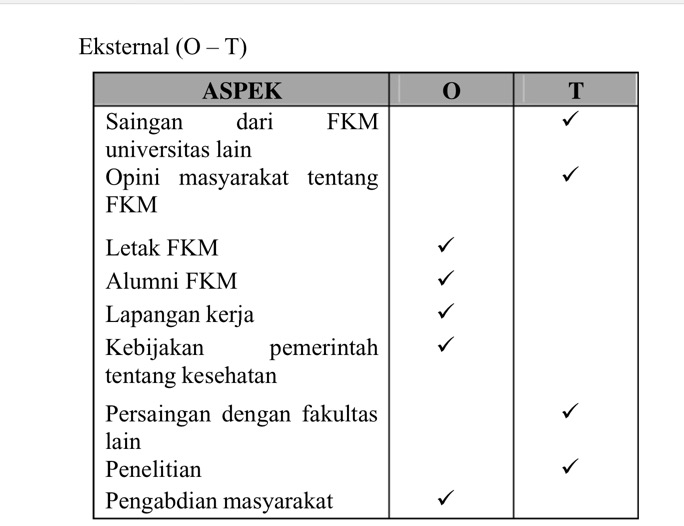 Eksternal (O – T)
ASPEK O T
Saingan dari FKM ✓
universitas lain
Opini masyarakat tentang ✓
FKM
Letak FKM ✓
Alumni FKM ✓
Lapangan kerja ✓
Kebijakan pemerintah ✓
tentang kesehatan
Persaingan dengan fakultas ✓
lain
Penelitian ✓
Pengabdian masyarakat ✓